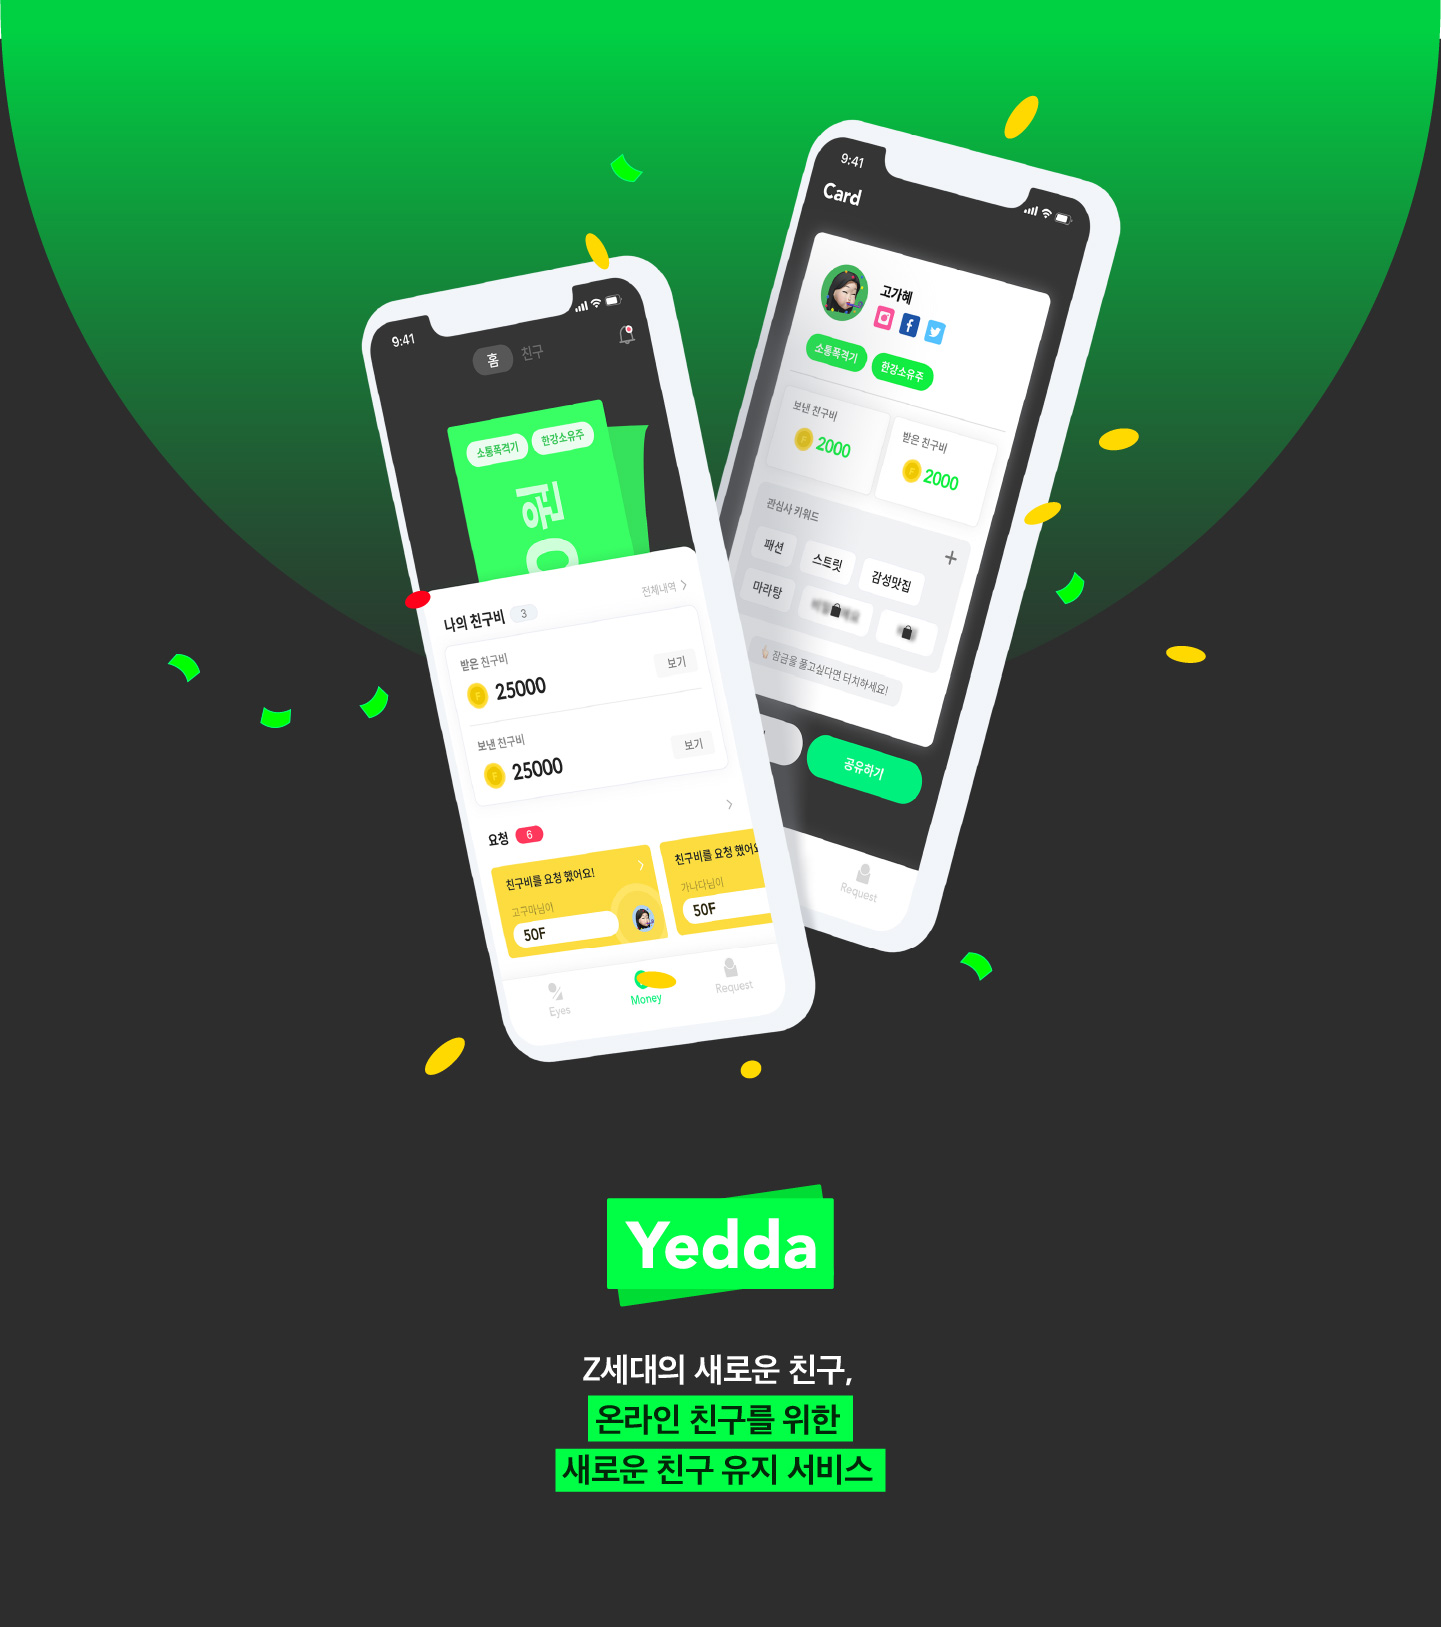 9:41
홈 친구
소통폭격기 한강소유주
원
0
나의 친구비 3
전체내역
받은 친구비
25000
보기
보낸 친구비
25000
보기
요청 6
친구비를 요청 했어요!
고구마님이
50F
친구비를 요청 했어요
가나다님이
50F
Eyes
Money
Request
9:41
Card
고가혜
소통폭격기 한강소유주
보낸 친구비
F 2000
받은 친구비
F 2000
관심사 키워드
패션 스트릿 감성맛집
마라탕
잠금을 풀고싶다면 터치하세요!
공유하기
Request
Yedda
Z세대의 새로운 친구,
온라인 친구를 위한
새로운 친구 유지 서비스